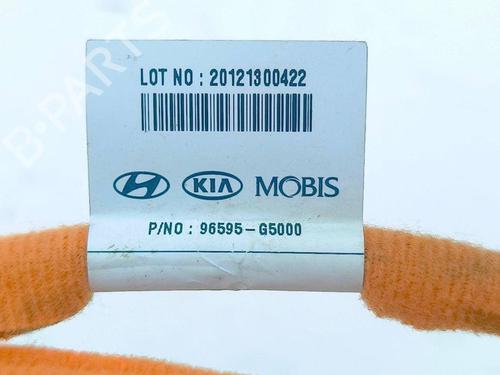 B-PARTS
LOT NO : 20121300422
KIA MOBIS
P/NO : 96595-G5000